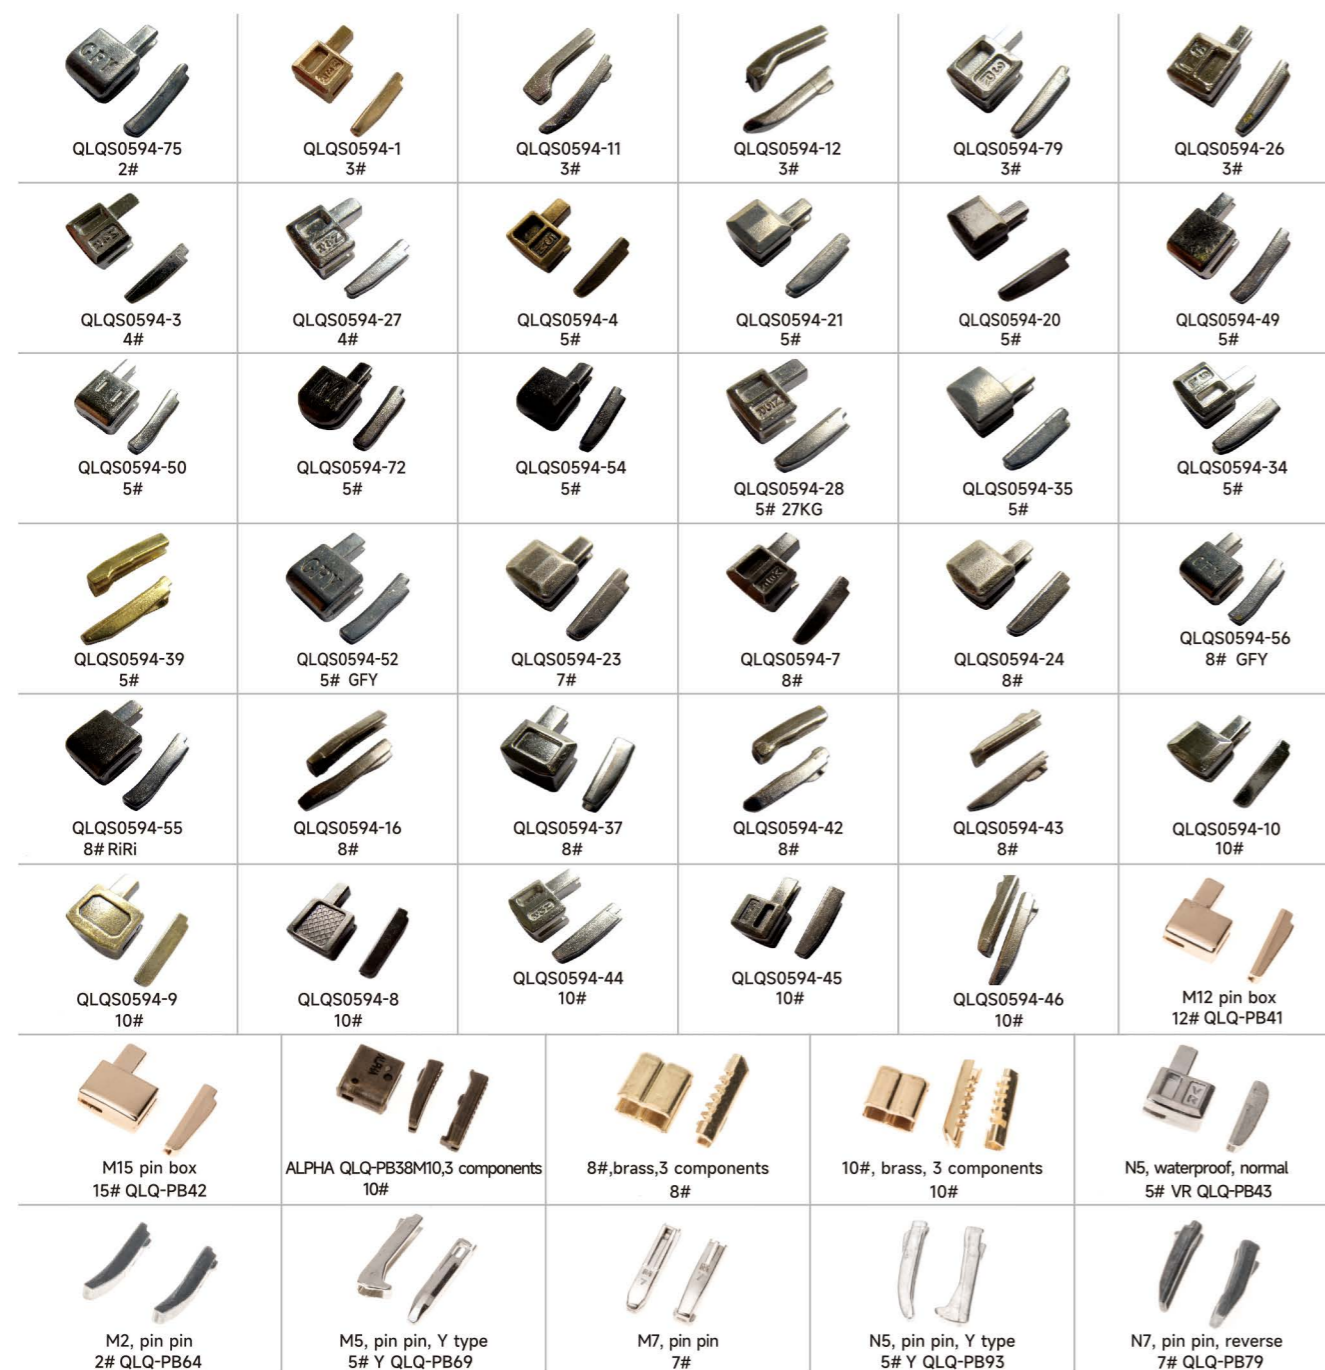 GFY
QLQS0594-75
2#
QLQS0594-1
3#
QLQS0594-11
3#
QLQS0594-12
3#
QLQS0594-79
3#
QLQS0594-26
3#
QLQS0594-3
4#
QLQS0594-27
4#
QLQS0594-4
5#
QLQS0594-21
5#
QLQS0594-20
5#
QLQS0594-49
5#
QLQS0594-50
5#
QLQS0594-72
5#
QLQS0594-54
5#
QLQS0594-28
5# 27KG
QLQS0594-35
5#
QLQS0594-34
5#
QLQS0594-39
5#
GFY
QLQS0594-52
5# GFY
QLQS0594-23
7#
QLQS0594-7
8#
QLQS0594-24
8#
GFY
QLQS0594-56
8# GFY
QLQS0594-55
8# RiRi
QLQS0594-16
8#
QLQS0594-37
8#
QLQS0594-42
8#
QLQS0594-43
8#
QLQS0594-10
10#
QLQS0594-9
10#
QLQS0594-8
10#
QLQS0594-44
10#
QLQS0594-45
10#
QLQS0594-46
10#
M12 pin box
12# QLQ-PB41
M15 pin box
15# QLQ-PB42
ALPHA
ALPHA QLQ-PB38M10,3 components
10#
8#,brass,3 components
8#
10#, brass, 3 components
10#
VR
N5, waterproof, normal
5# VR QLQ-PB43
M2, pin pin
2# QLQ-PB64
M5, pin pin, Y type
5# Y QLQ-PB69
7
7
M7, pin pin
7#
N5, pin pin, Y type
5# Y QLQ-PB93
N7, pin pin, reverse
7# QLQ-PB79